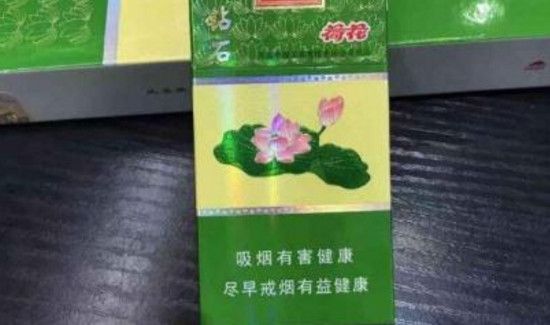 钻石
荷花
吸烟有害健康
尽早戒烟有益健康